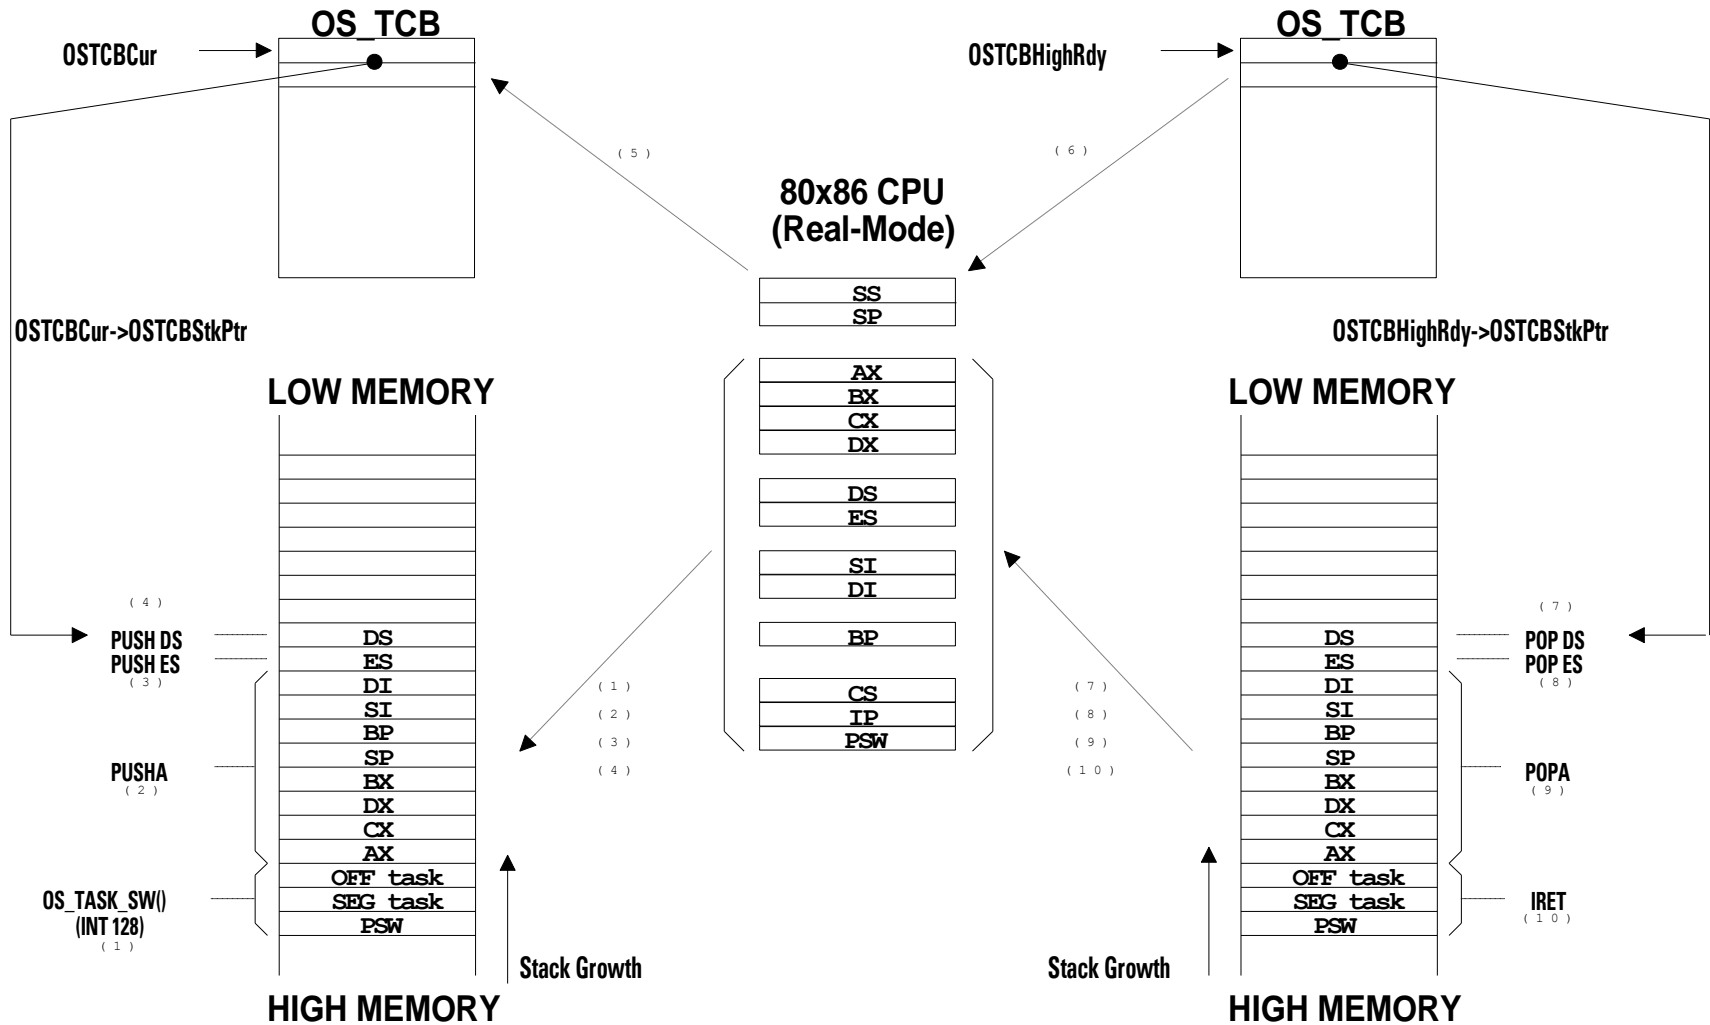 OS_TCB
OSTCBCur
OS_TCB
OSTCBHighRdy
( 5 )
( 6 )
80x86 CPU
(Real-Mode)
SS
SP
OSTCBCur->OSTCBStkPtr
OSTCBHighRdy->OSTCBStkPtr
AX
BX
CX
DX
DS
ES
SI
DI
BP
CS
IP
PSW
LOW MEMORY
( 4 )
PUSH DS
PUSH ES
( 3 )
PUSHA
( 2 )
OS_TASK_SW()
(INT 128)
( 1 )
DS
ES
DI
SI
BP
SP
BX
DX
CX
AX
OFF task
SEG task
PSW
Stack Growth
HIGH MEMORY
( 1 )
( 2 )
( 3 )
( 4 )
( 7 )
( 8 )
( 9 )
( 1 0 )
LOW MEMORY
DS
ES
DI
SI
BP
SP
BX
DX
CX
AX
OFF task
SEG task
PSW
( 7 )
POP DS
POP ES
( 8 )
POPA
( 9 )
IRET
( 1 0 )
Stack Growth
HIGH MEMORY